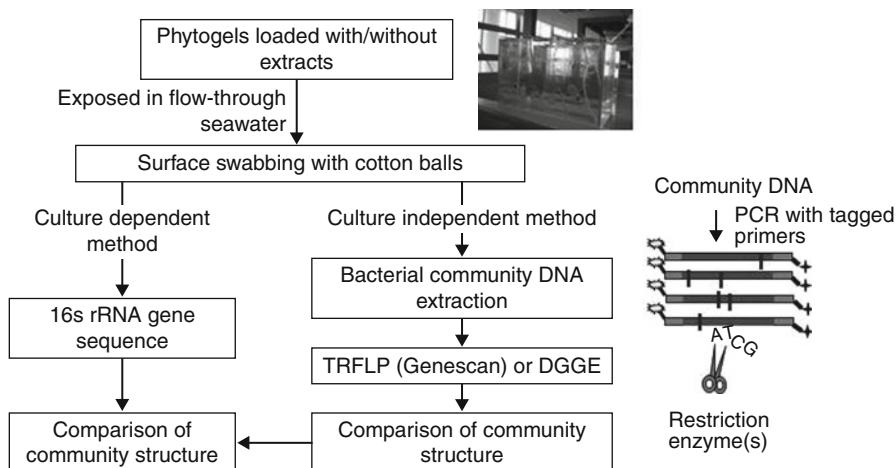 Phytogels loaded with/without
extracts
Exposed in flow-through
seawater
Surface swabbing with cotton balls
Culture dependent
method
Culture independent method
16s rRNA gene
sequence
Bacterial community DNA
extraction
TRFLP (Genescan) or DGGE
Comparison of
community structure
Comparison of community
structure
Community DNA
PCR with tagged
primers
ATCG
Restriction
enzyme(s)